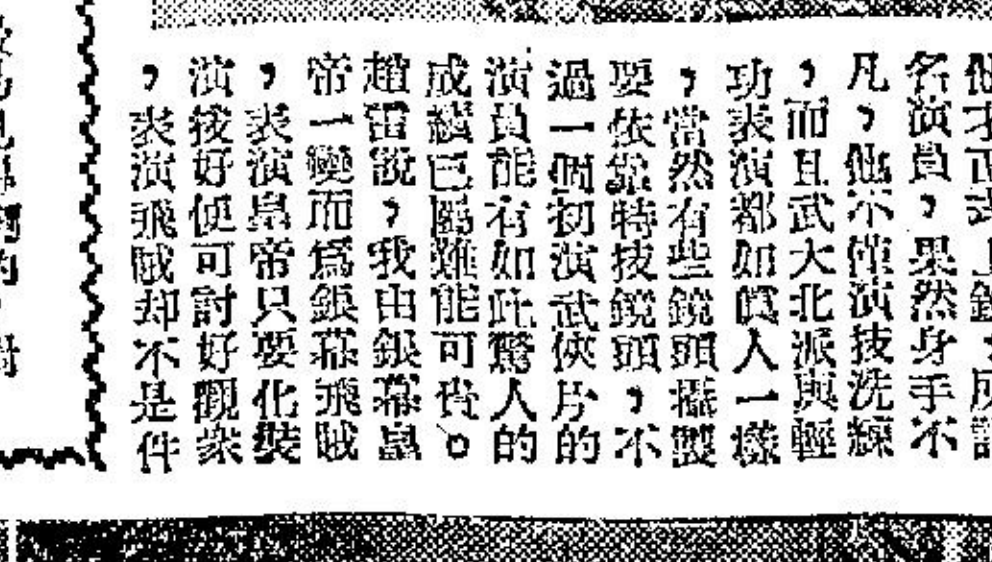 他才正式上鏡，
名演員，果然身手不
凡，他不僅演技洗練
，而且武大北派與輕
功表演都如眞人一樣
，當然有些鏡頭攝製
要依靠特技鏡頭，不
過一個初演武俠片的
演員能有如此驚人的
成績已屬難能可貴。
趙雷說，我由銀幕皇
帝一變而爲銀幕飛賊
，表演皇帝只要化裝
演技好便可討好觀衆
，表演飛賊却不是件